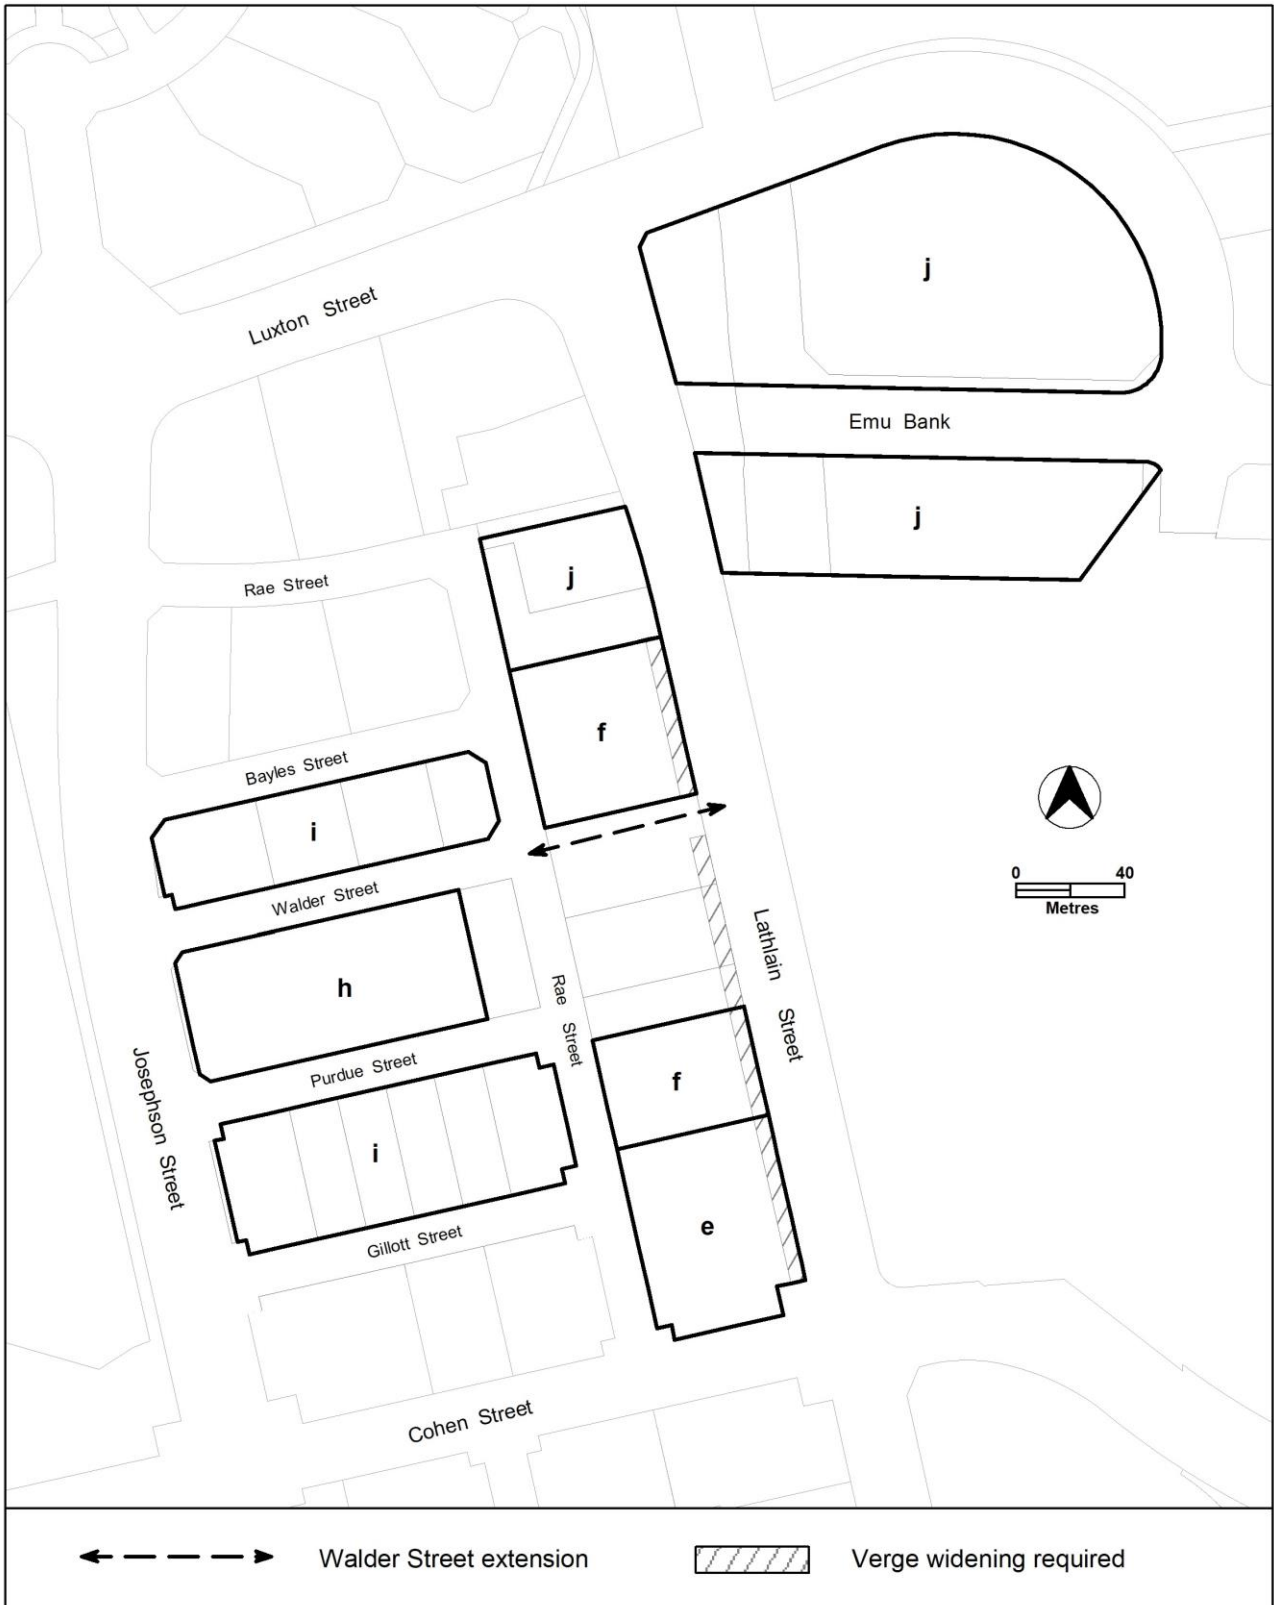 j
Luxton Street
Emu Bank
j
j
Rae Street
f
Bayles Street
i
Walder Street
0 40
Metres
Lathlain Street
h
Rae Street
Purdue Street
f
Josephson Street
i
e
Gillott Street
Cohen Street
Walder Street extension
Verge widening required